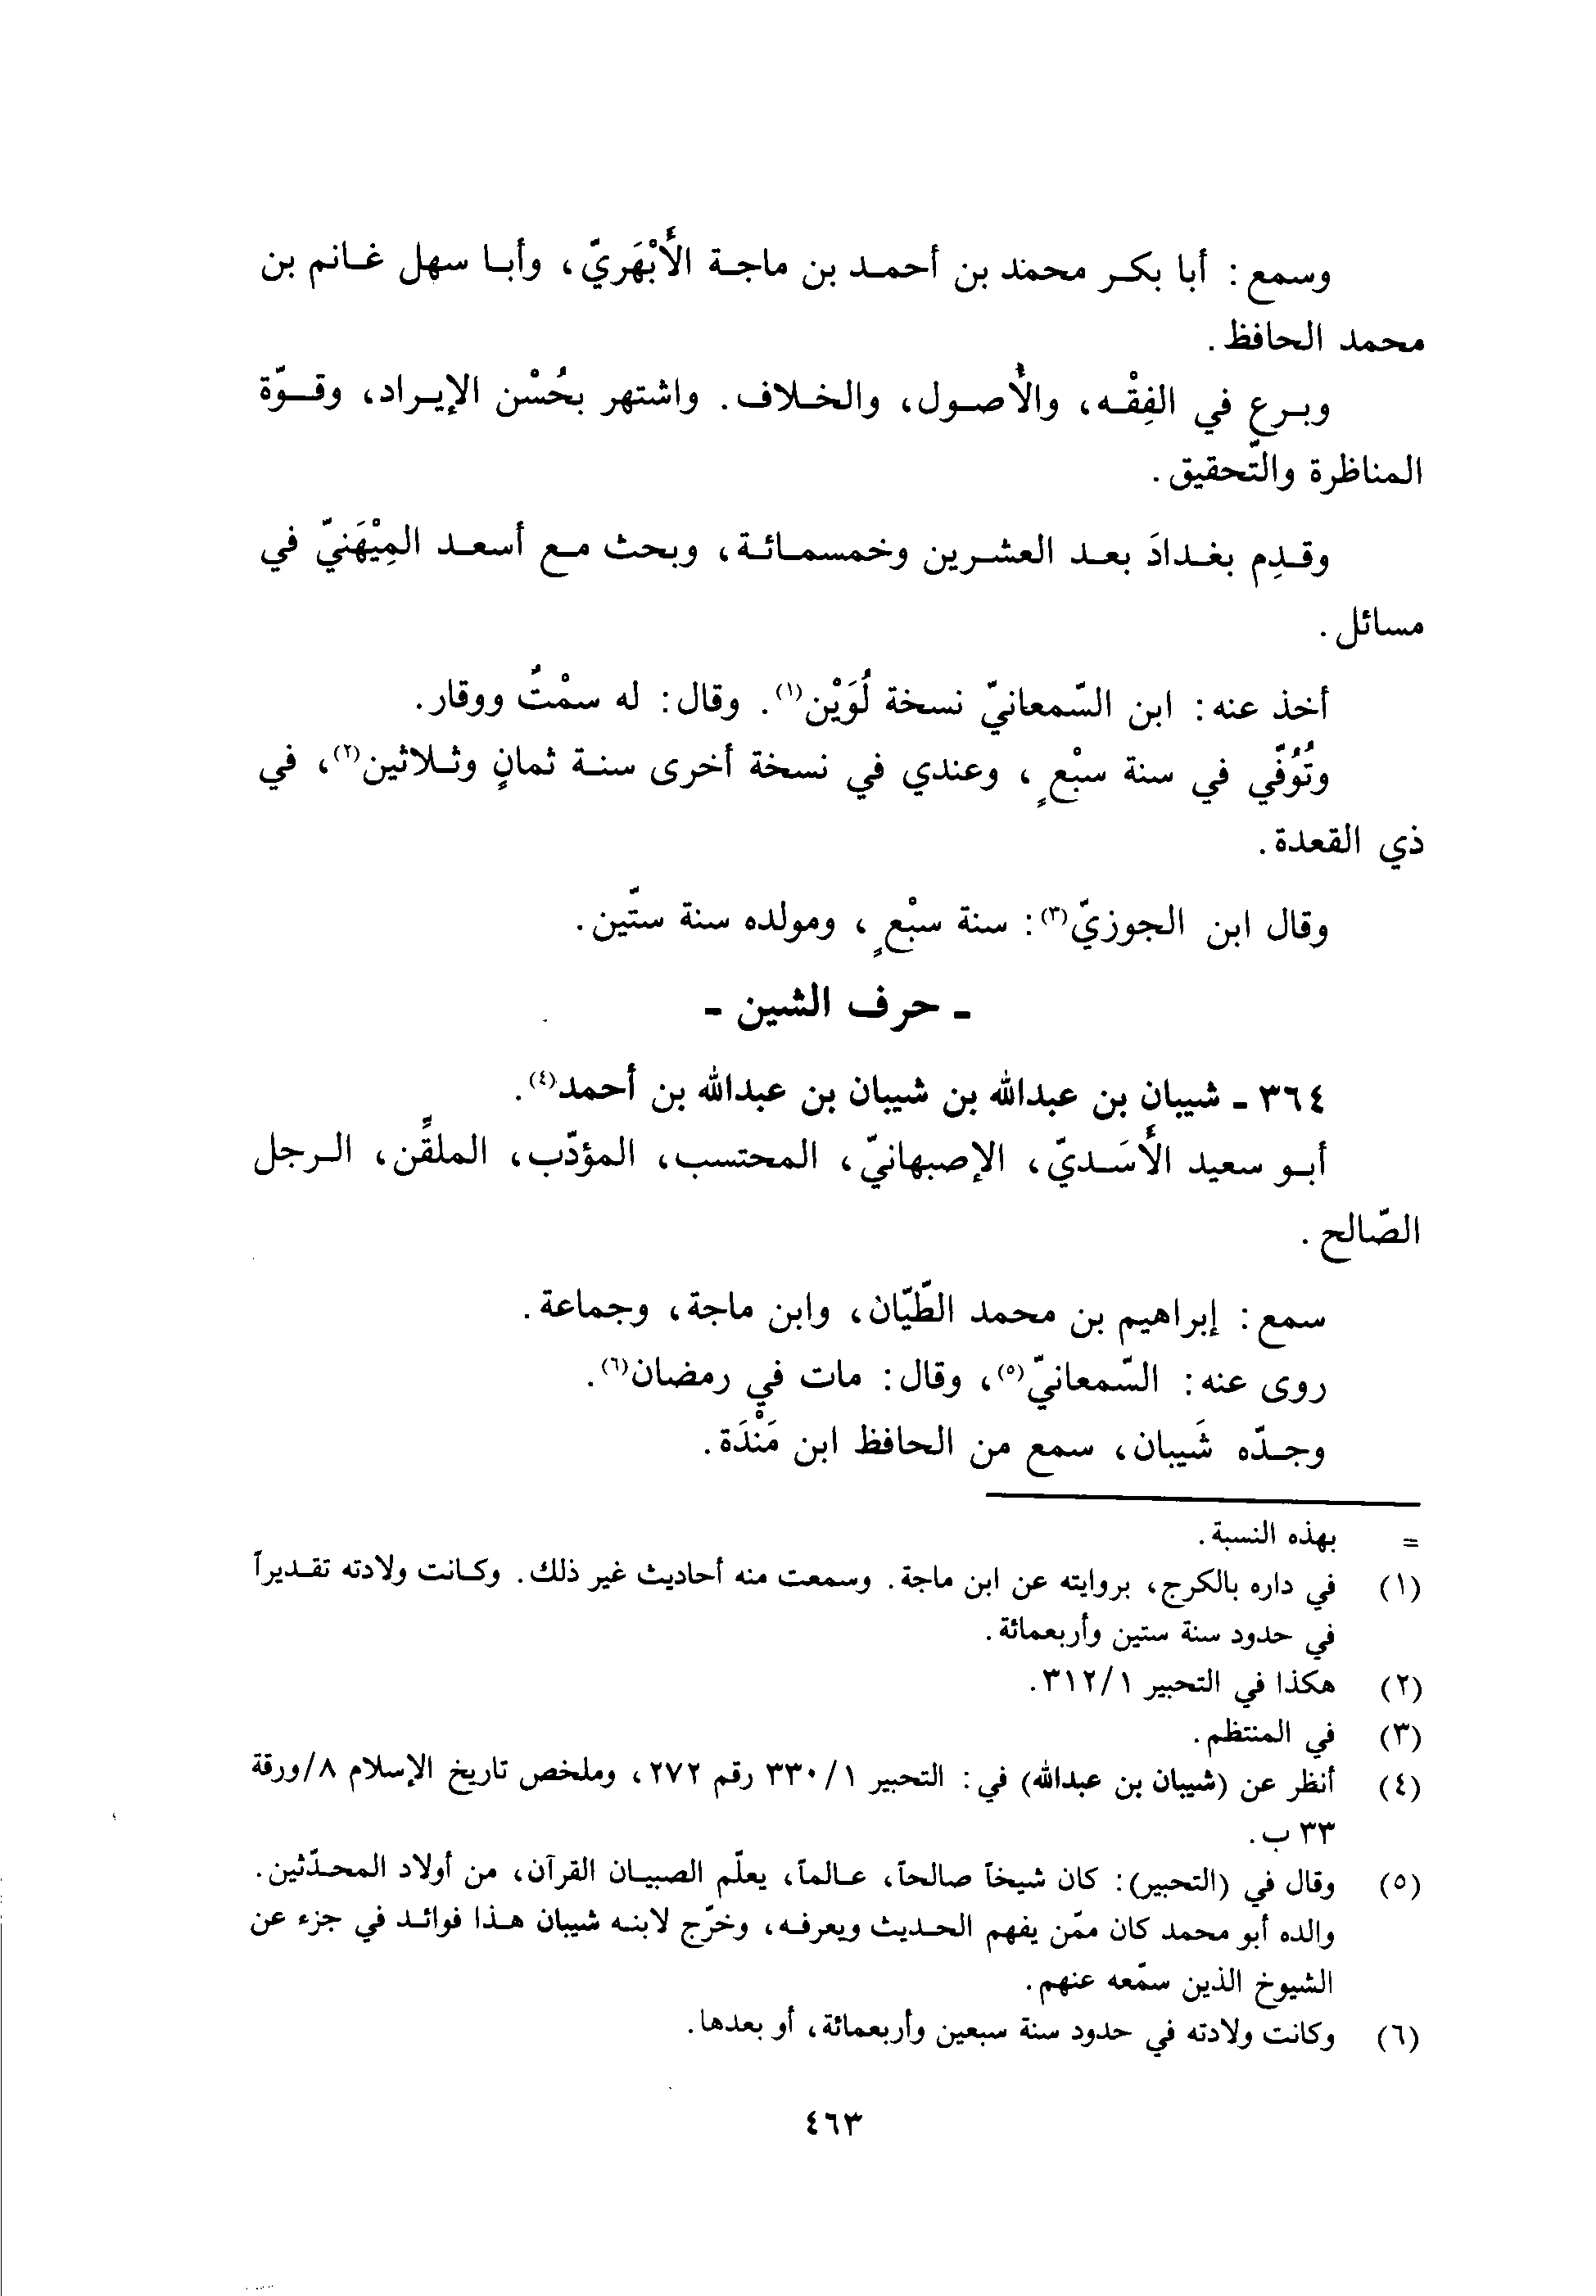 وسمع: أبا بكر محمد بن أحمد بن ماجة الأَبْهَريّ، وأبا سهل غانم بن
محمد الحافظ.
وبرع في الفِقْه، والأُصول، والخلاف. واشتهر بحُسْن الإيراد، وقوّة
المناظرة والتّحقيق.
وقدِم بغدادَ بعد العشرين وخمسمائة، وبحث مع أسعد المِيْهَنيّ في
مسائل.
أخذ عنه: ابن السّمعانيّ نسخة لُوَيْن(١). وقال: له سمْتُ ووقار.
وتُوُفّي في سنة سبْعٍ، وعندي في نسخة أخرى سنة ثمانٍ وثلاثين(٢)، في
ذي القعدة.
وقال ابن الجوزيّ(٣): سنة سبْعٍ، ومولده سنة ستّين.
ـ حرف الشين ـ
٣٦٤ ـ شيبان بن عبدالله بن شيبان بن عبدالله بن أحمد(٤).
أبو سعيد الأَسَديّ، الإصبهانيّ، المحتسب، المؤدّب، الملقِّن، الرجل
الصّالح.
سمع: إبراهيم بن محمد الطّيّان، وابن ماجة، وجماعة.
روى عنه: السّمعانيّ(٥)، وقال: مات في رمضان(٦).
وجدّه شَيبان، سمع من الحافظ ابن مَنْدَة.
= بهذه النسبة.
(١) في داره بالكرج، بروايته عن ابن ماجة. وسمعت منه أحاديث غير ذلك. وكانت ولادته تقديراً
في حدود سنة ستين وأربعمائة.
(٢) هكذا في التحبير ٣١٢/١.
(٣) في المنتظم.
(٤) أنظر عن (شيبان بن عبدالله) في: التحبير ٣٣٠/١ رقم ٢٧٢، وملخص تاريخ الإسلام ٨/ورقة
٣٣ ب.
(٥) وقال في (التحبير): كان شيخاً صالحاً، عالماً، يعلّم الصبيان القرآن، من أولاد المحدّثين.
والده أبو محمد كان ممّن يفهم الحديث ويعرفه، وخرّج لابنه شيبان هذا فوائد في جزء عن
الشيوخ الذين سمّعه عنهم.
(٦) وكانت ولادته في حدود سنة سبعين وأربعمائة، أو بعدها.
٤٦٣